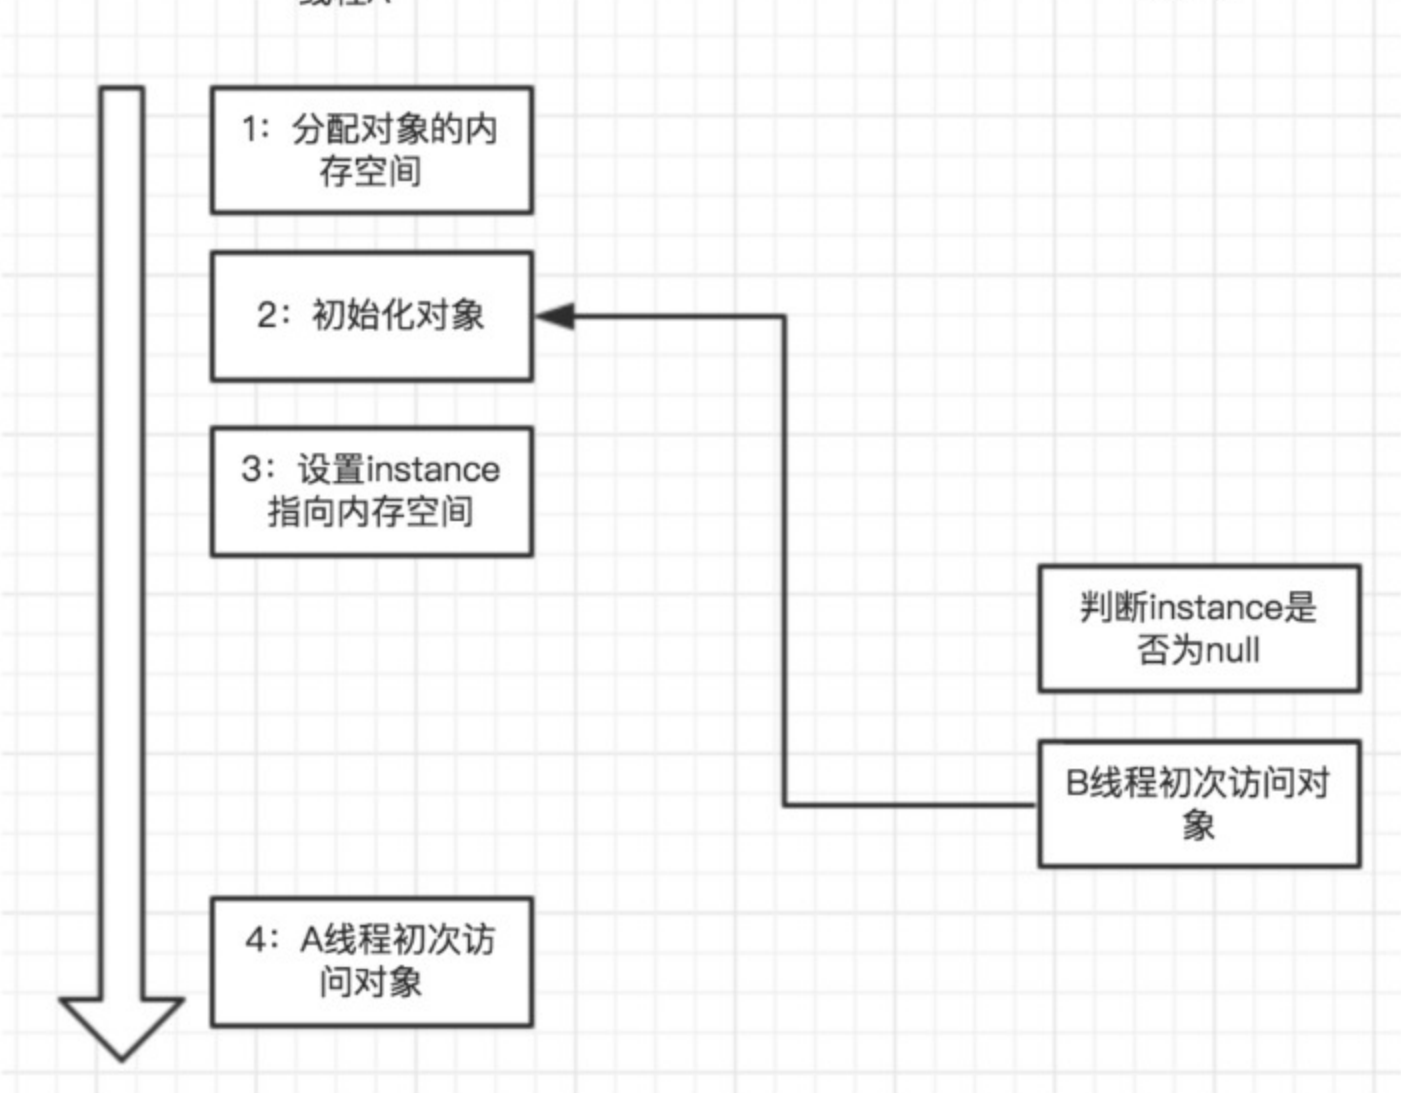 1：分配对象的内
存空间
2：初始化对象
3：设置instance
指向内存空间
判断instance是
否为null
B线程初次访问对
象
4：A线程初次访
问对象